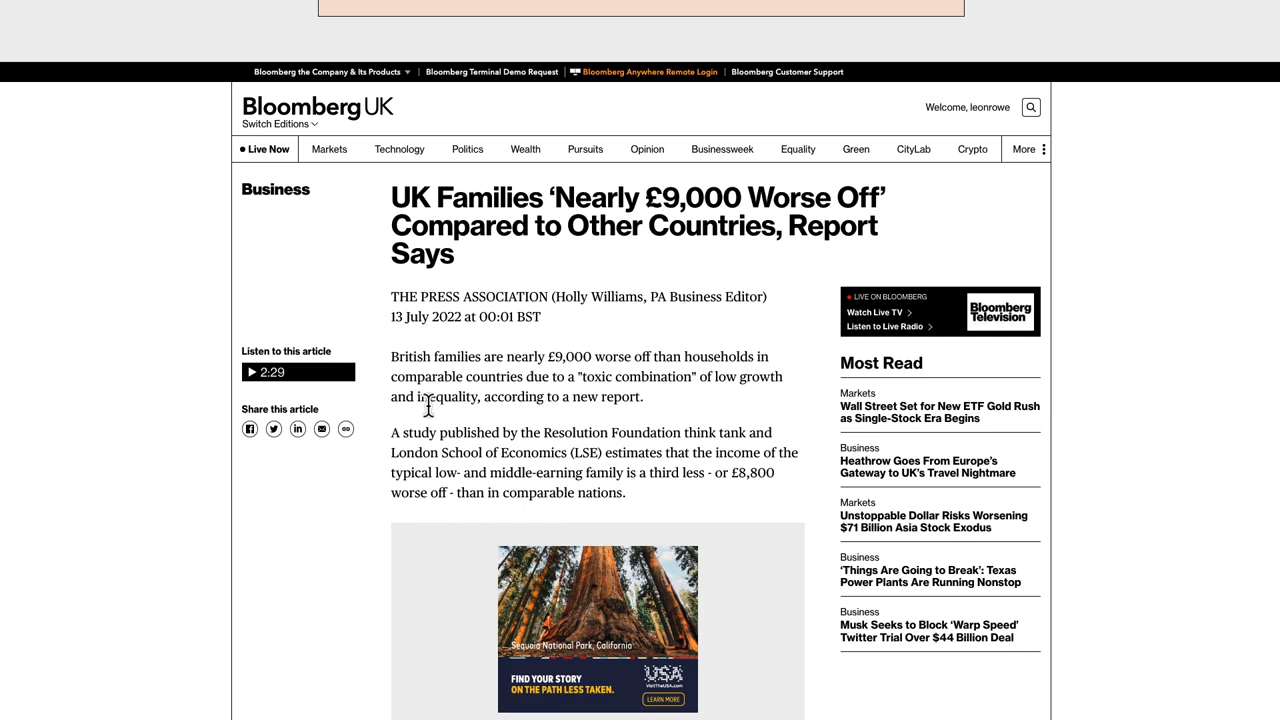 Bloomberg the Company & Its Products
Bloomberg Terminal Demo Request
Bloomberg Anywhere Remote Login
Bloomberg Customer Support
Bloomberg UK
Switch Editions
Welcome, leonrowe
Live Now
Markets
Technology
Politics
Wealth
Pursuits
Opinion
Businessweek
Equality
Green
CityLab
Crypto
More
Business
UK Families ‘Nearly £9,000 Worse Off’
Compared to Other Countries, Report
Says
THE PRESS ASSOCIATION (Holly Williams, PA Business Editor)
13 July 2022 at 00:01 BST
Listen to this article
2:29
Share this article
British families are nearly £9,000 worse off than households in
comparable countries due to a "toxic combination" of low growth
and inequality, according to a new report.
A study published by the Resolution Foundation think tank and
London School of Economics (LSE) estimates that the income of the
typical low- and middle-earning family is a third less - or £8,800
worse off - than in comparable nations.
Sequoia National Park, California
FIND YOUR STORY
ON THE PATH LESS TAKEN.
USA
VisitTheUSA.com
LEARN MORE
LIVE ON BLOOMBERG
Watch Live TV
Listen to Live Radio
Bloomberg
Television
Most Read
Markets
Wall Street Set for New ETF Gold Rush
as Single-Stock Era Begins
Business
Heathrow Goes From Europe’s
Gateway to UK’s Travel Nightmare
Markets
Unstoppable Dollar Risks Worsening
$71 Billion Asia Stock Exodus
Business
‘Things Are Going to Break’: Texas
Power Plants Are Running Nonstop
Business
Musk Seeks to Block ‘Warp Speed’
Twitter Trial Over $44 Billion Deal